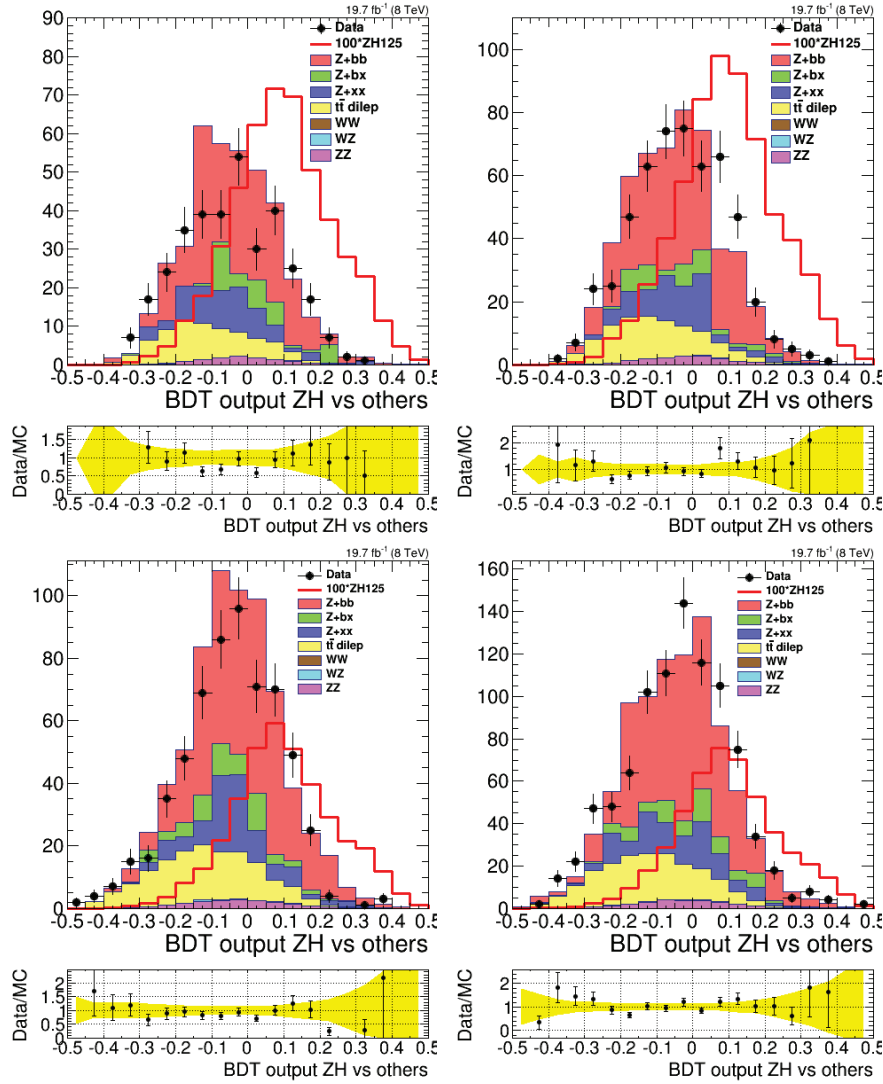 19.7 fb⁻¹ (8 TeV)
90
80
70
60
50
40
30
20
10
0
Data
100*ZH125
Z+bb
Z+bx
Z+xx
tt̄ dilep
WW
WZ
ZZ
-0.5 -0.4 -0.3 -0.2 -0.1 0 0.1 0.2 0.3 0.4 0.5
BDT output ZH vs others
Data/MC
1.5
1
0.5
0
-0.5 -0.4 -0.3 -0.2 -0.1 0 0.1 0.2 0.3 0.4 0.5
BDT output ZH vs others
19.7 fb⁻¹ (8 TeV)
100
80
60
40
20
0
Data
100*ZH125
Z+bb
Z+bx
Z+xx
tt̄ dilep
WW
WZ
ZZ
-0.5 -0.4 -0.3 -0.2 -0.1 0 0.1 0.2 0.3 0.4 0.5
BDT output ZH vs others
Data/MC
2
1
0
-0.5 -0.4 -0.3 -0.2 -0.1 0 0.1 0.2 0.3 0.4 0.5
BDT output ZH vs others
19.7 fb⁻¹ (8 TeV)
100
80
60
40
20
0
Data
100*ZH125
Z+bb
Z+bx
Z+xx
tt̄ dilep
WW
WZ
ZZ
-0.5 -0.4 -0.3 -0.2 -0.1 0 0.1 0.2 0.3 0.4 0.5
BDT output ZH vs others
Data/MC
2
1.5
1
0.5
-0.5 -0.4 -0.3 -0.2 -0.1 0 0.1 0.2 0.3 0.4 0.5
BDT output ZH vs others
19.7 fb⁻¹ (8 TeV)
160
140
120
100
80
60
40
20
0
Data
100*ZH125
Z+bb
Z+bx
Z+xx
tt̄ dilep
WW
WZ
ZZ
-0.5 -0.4 -0.3 -0.2 -0.1 0 0.1 0.2 0.3 0.4 0.5
BDT output ZH vs others
Data/MC
2
1
0
-0.5 -0.4 -0.3 -0.2 -0.1 0 0.1 0.2 0.3 0.4 0.5
BDT output ZH vs others